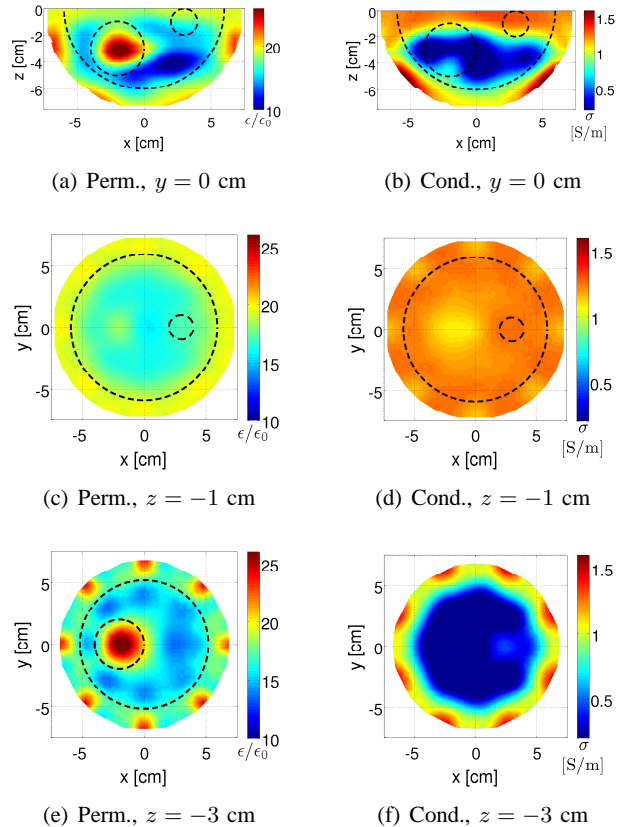 0
-2
-4
-6
z [cm]
-5 0 5
x [cm]
25
20
15
10
ϵ/ϵ₀
(a) Perm., y = 0 cm
0
-2
-4
-6
z [cm]
-5 0 5
x [cm]
1.5
1
0.5
σ
[S/m]
(b) Cond., y = 0 cm
5
0
-5
y [cm]
-5 0 5
x [cm]
25
20
15
10
ϵ/ϵ₀
(c) Perm., z = −1 cm
5
0
-5
y [cm]
-5 0 5
x [cm]
1.5
1
0.5
σ
[S/m]
(d) Cond., z = −1 cm
5
0
-5
y [cm]
-5 0 5
x [cm]
25
20
15
10
ϵ/ϵ₀
(e) Perm., z = −3 cm
5
0
-5
y [cm]
-5 0 5
x [cm]
1.5
1
0.5
σ
[S/m]
(f) Cond., z = −3 cm